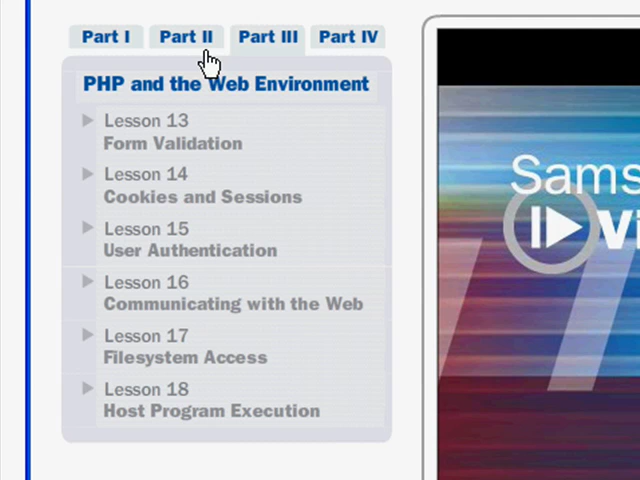 Part I Part II Part III Part IV
PHP and the Web Environment
Lesson 13
Form Validation
Lesson 14
Cookies and Sessions
Lesson 15
User Authentication
Lesson 16
Communicating with the Web
Lesson 17
Filesystem Access
Lesson 18
Host Program Execution
Sams
Vi